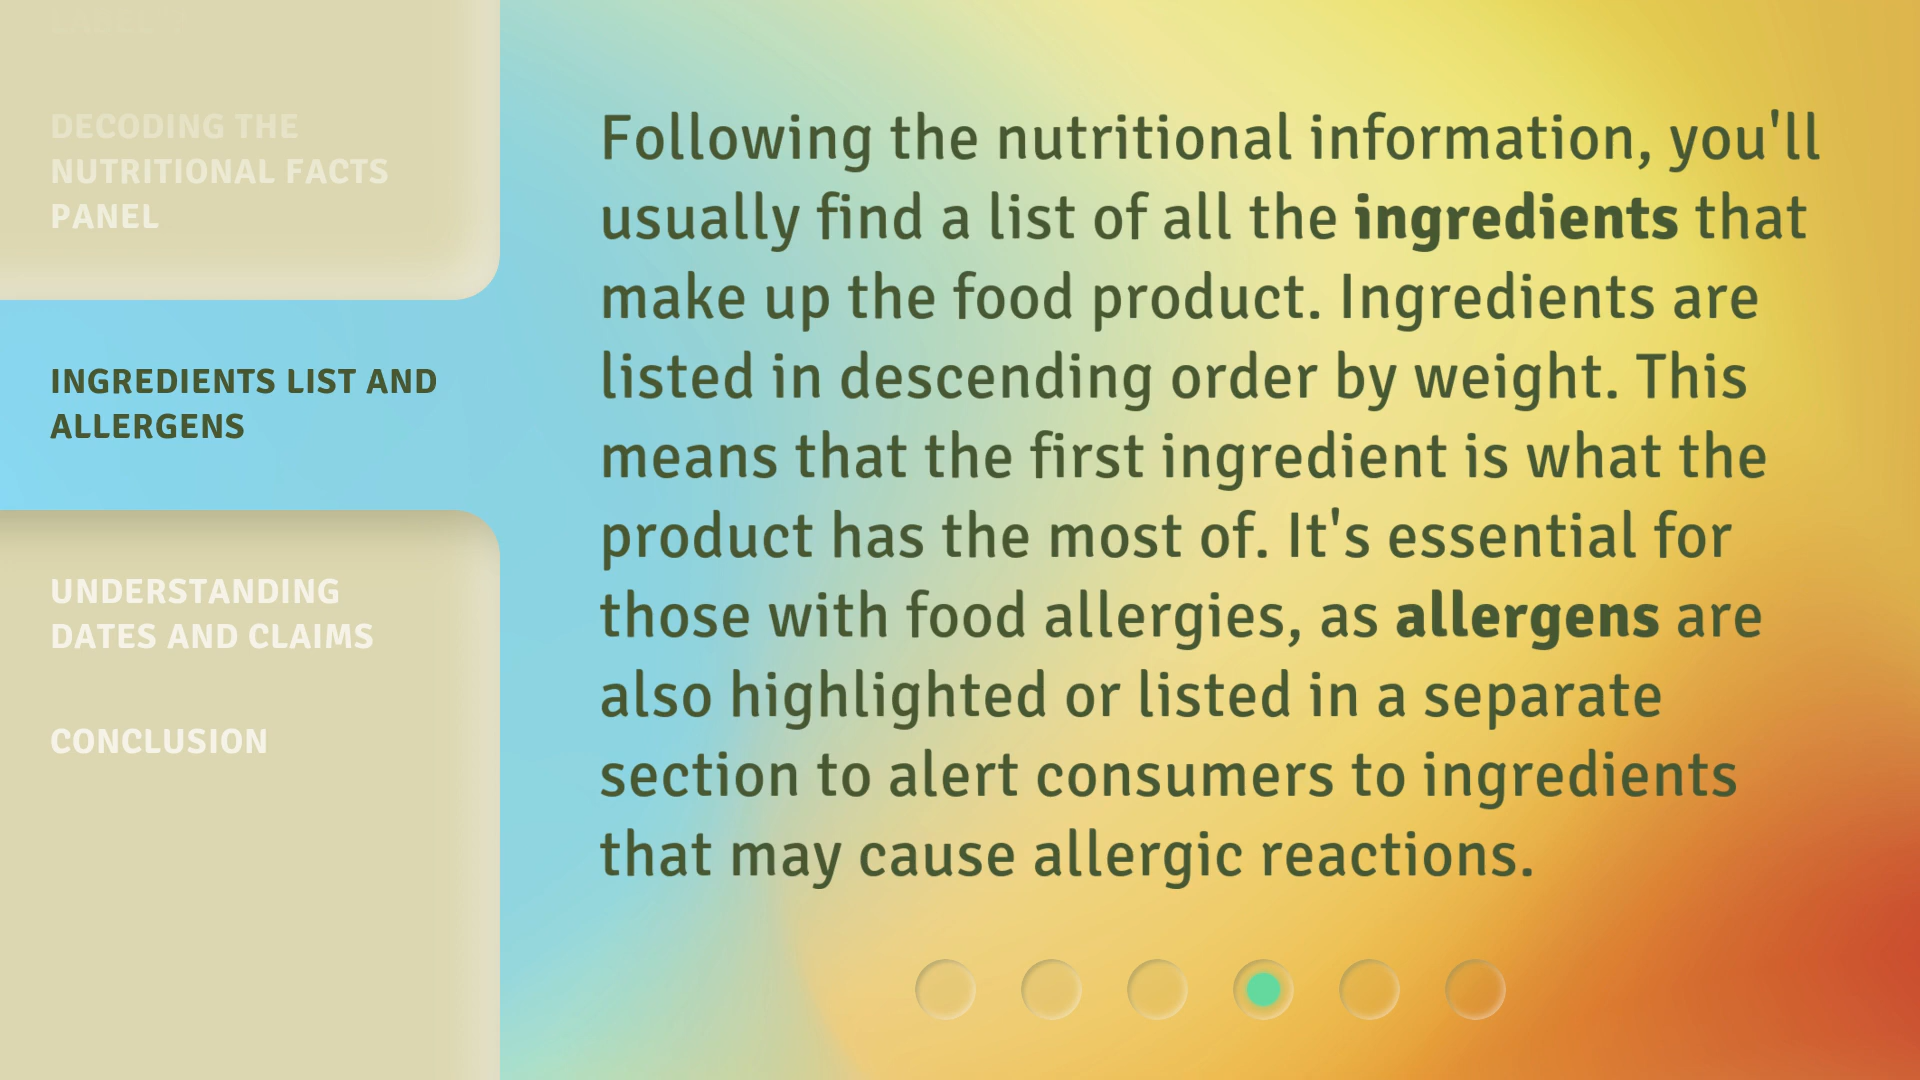 DECODING THE
NUTRITIONAL FACTS
PANEL
INGREDIENTS LIST AND
ALLERGENS
UNDERSTANDING
DATES AND CLAIMS
CONCLUSION
Following the nutritional information, you'll
usually find a list of all the ingredients that
make up the food product. Ingredients are
listed in descending order by weight. This
means that the first ingredient is what the
product has the most of. It's essential for
those with food allergies, as allergens are
also highlighted or listed in a separate
section to alert consumers to ingredients
that may cause allergic reactions.